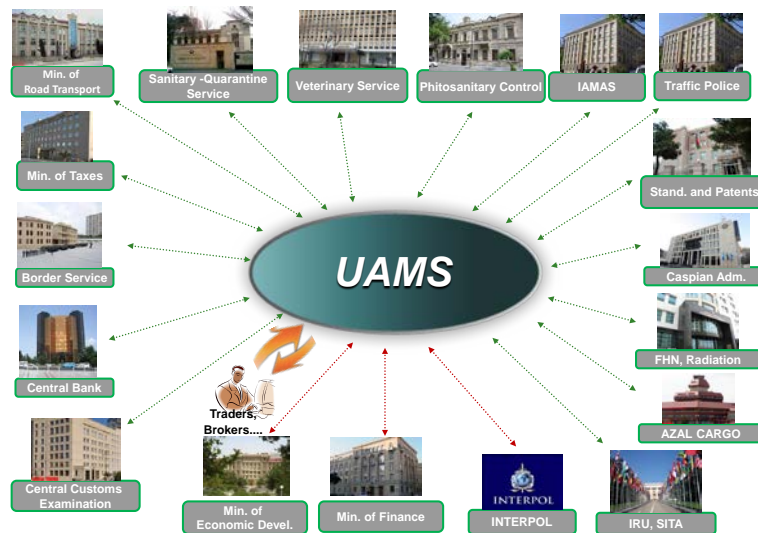 Min. of
Road Transport
Sanitary -Quarantine
Service
Veterinary Service
Phitosanitary Control
IAMAS
Traffic Police
Min. of Taxes
Stand. and Patents
Border Service
UAMS
Caspian Adm.
Central Bank
FHN, Radiation
Traders,
Brokers....
AZAL CARGO
Central Customs
Examination
Min. of
Economic Devel.
Min. of Finance
INTERPOL
INTERPOL
IRU, SITA